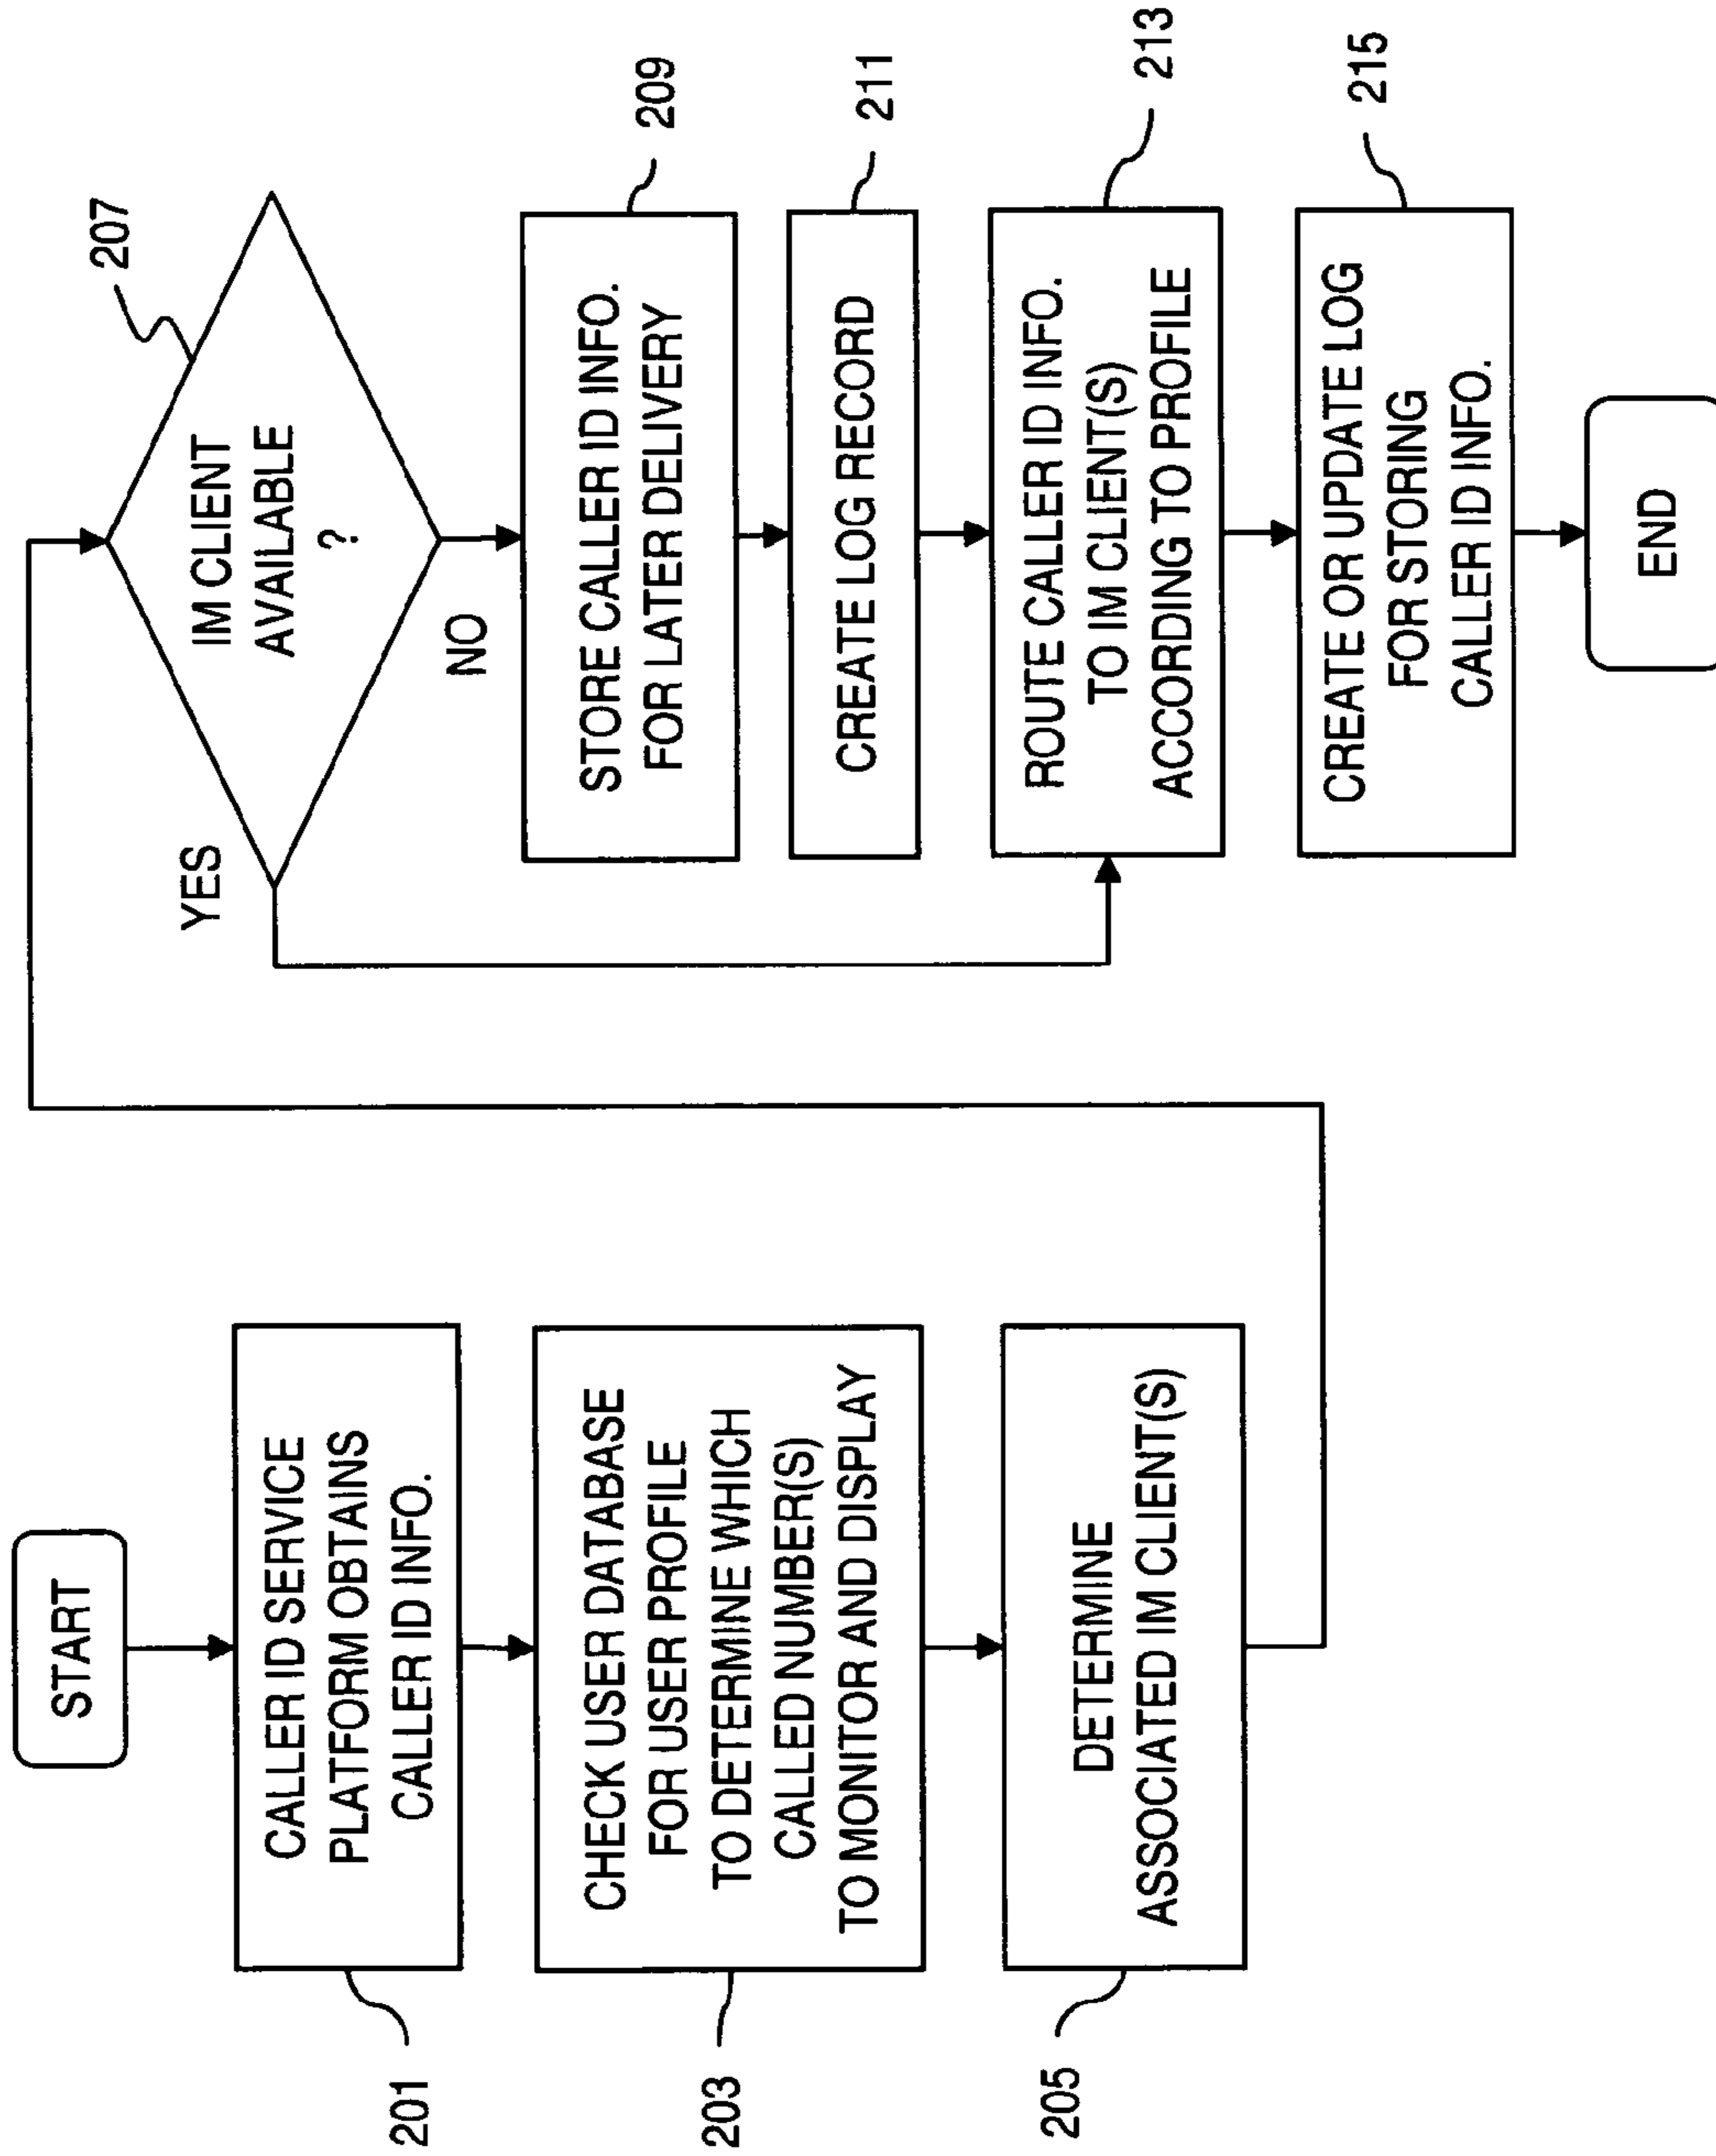 START
CALLER ID SERVICE
PLATFORM OBTAINS
CALLER ID INFO.
201
CHECK USER DATABASE
FOR USER PROFILE
TO DETERMINE WHICH
CALLED NUMBER(S)
TO MONITOR AND DISPLAY
203
DETERMINE
ASSOCIATED IM CLIENT(S)
205
207
IM CLIENT
AVAILABLE
?
YES
NO
STORE CALLER ID INFO.
FOR LATER DELIVERY
209
CREATE LOG RECORD
211
ROUTE CALLER ID INFO.
TO IM CLIENT(S)
ACCORDING TO PROFILE
213
CREATE OR UPDATE LOG
FOR STORING
CALLER ID INFO.
215
END